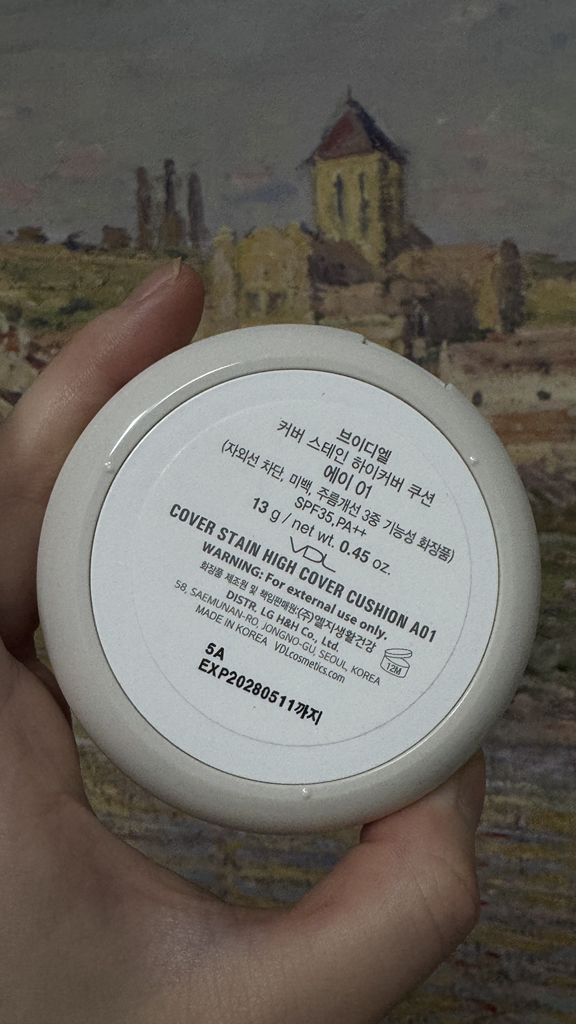 브이디엘
커버 스테인 하이커버 쿠션
에이 01
(자외선 차단, 미백, 주름개선 3중 기능성 화장품)
SPF35,PA++
13 g / net wt. 0.45 oz.
VDL
COVER STAIN HIGH COVER CUSHION A01
WARNING: For external use only.
화장품 제조원 및 책임판매원:(주)엘지생활건강
DISTR. LG H&H Co., Ltd.
58, SAEMUNAN-RO, JONGNO-GU, SEOUL, KOREA
MADE IN KOREA VDLcosmetics.com
12M
5A
EXP20280511까지